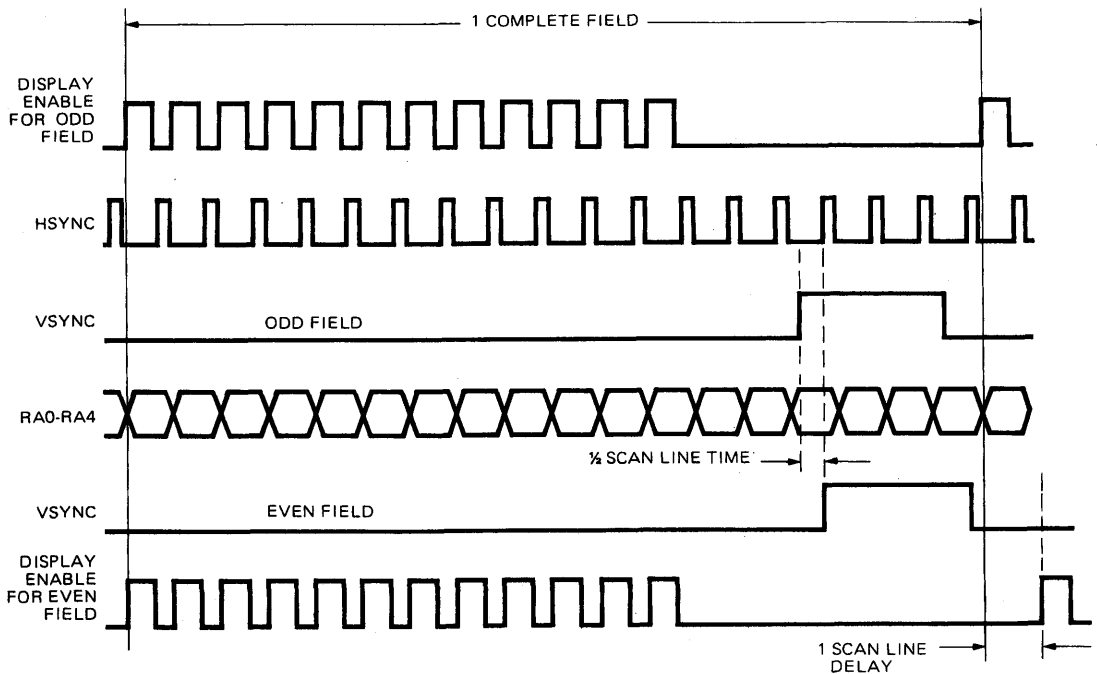 1 COMPLETE FIELD
DISPLAY
ENABLE
FOR ODD
FIELD
HSYNC
VSYNC
ODD FIELD
RA0-RA4
½ SCAN LINE TIME
VSYNC
EVEN FIELD
DISPLAY
ENABLE
FOR EVEN
FIELD
1 SCAN LINE
DELAY